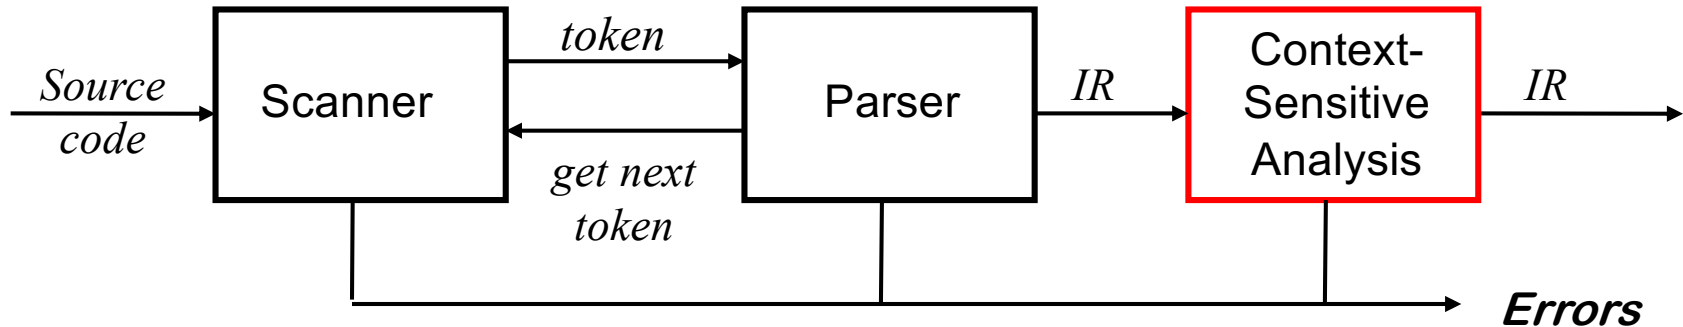 Source
code
Scanner
token
get next
token
Parser
IR
Context-
Sensitive
Analysis
IR
Errors